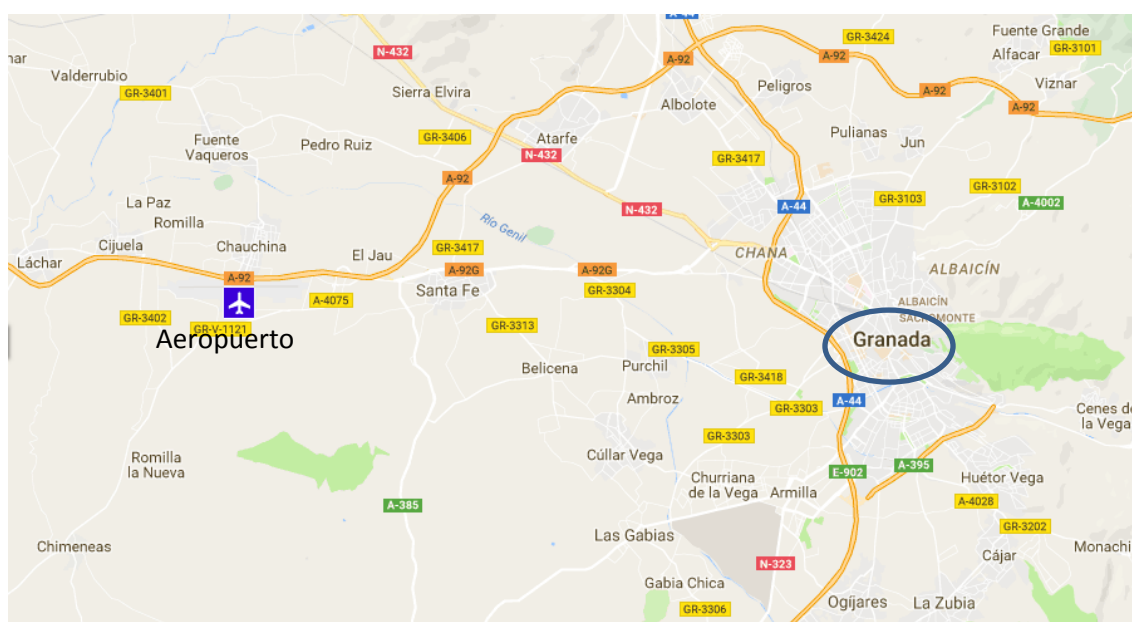 A-44
Fuente Grande
GR-3424
GR-3101
Alfacar
N-432
A-92
A-92
nar
Valderrubio
Peligros
Viznar
GR-3401
Sierra Elvira
A-92
Albolote
A-92
Pulianas
Fuente
Vaqueros
Pedro Ruiz
GR-3406
Atarfe
Jun
N-432
GR-3417
A-92
GR-3102
La Paz
N-432
A-44
GR-3103
A-4002
Romilla
Río Genil
Cijuela
Chauchina
El Jau
GR-3417
CHANA
Láchar
A-92
A-92G
A-92G
ALBAICÍN
Santa Fe
GR-3304
A-4075
ALBAICÍN
SACROMONTE
GR-3402
GR-V-1121
GR-3313
Aeropuerto
Granada
GR-3305
Belicena
Purchil
GR-3418
Ambroz
A-44
GR-3303
Cenes d
la Vega
GR-3303
Romilla
la Nueva
Cúllar Vega
A-395
E-902
Churriana
de la Vega
Armilla
Huétor Vega
A-385
A-4028
GR-3202
Las Gabias
Chimeneas
Monachi
Cájar
N-323
Gabia Chica
GR-3306
Ogíjares
La Zubia